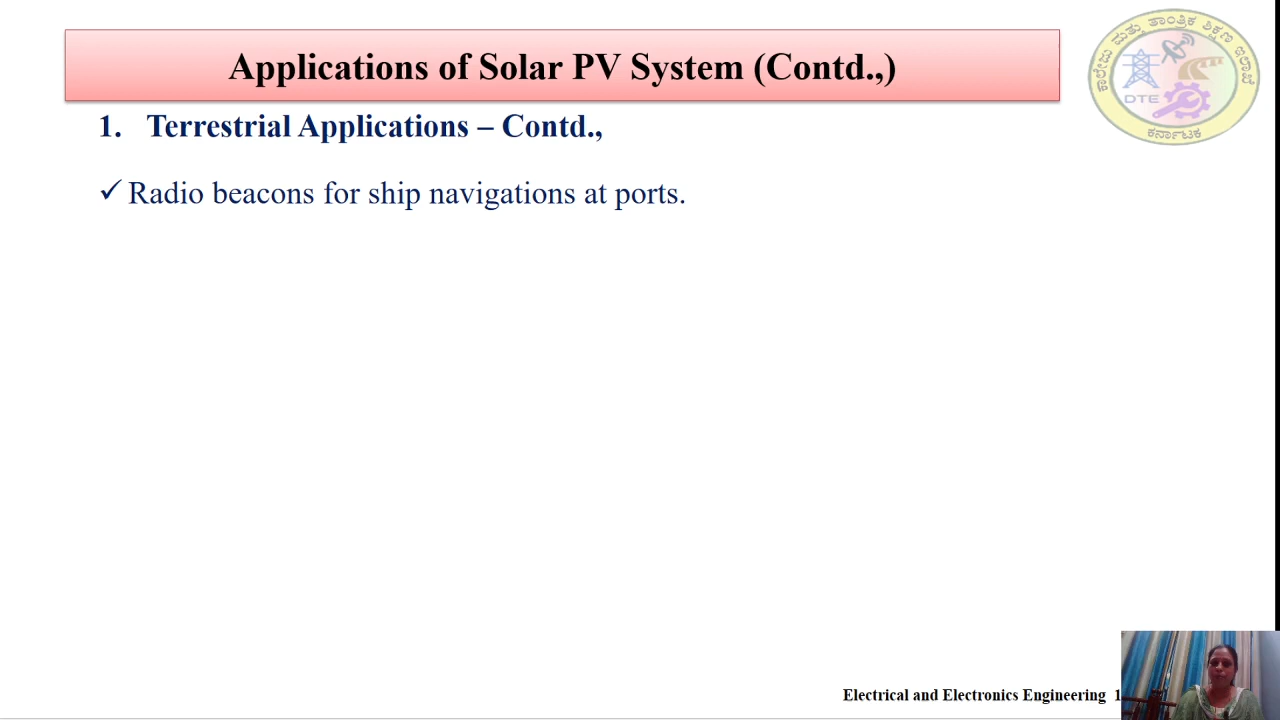 Applications of Solar PV System (Contd.,)
1. Terrestrial Applications – Contd.,
✓ Radio beacons for ship navigations at ports.
ಕಾಲೇಜು ಮತ್ತು ತಾಂತ್ರಿಕ ಶಿಕ್ಷಣ ಇಲಾಖೆ
DTE
ಕರ್ನಾಟಕ
Electrical and Electronics Engineering 1